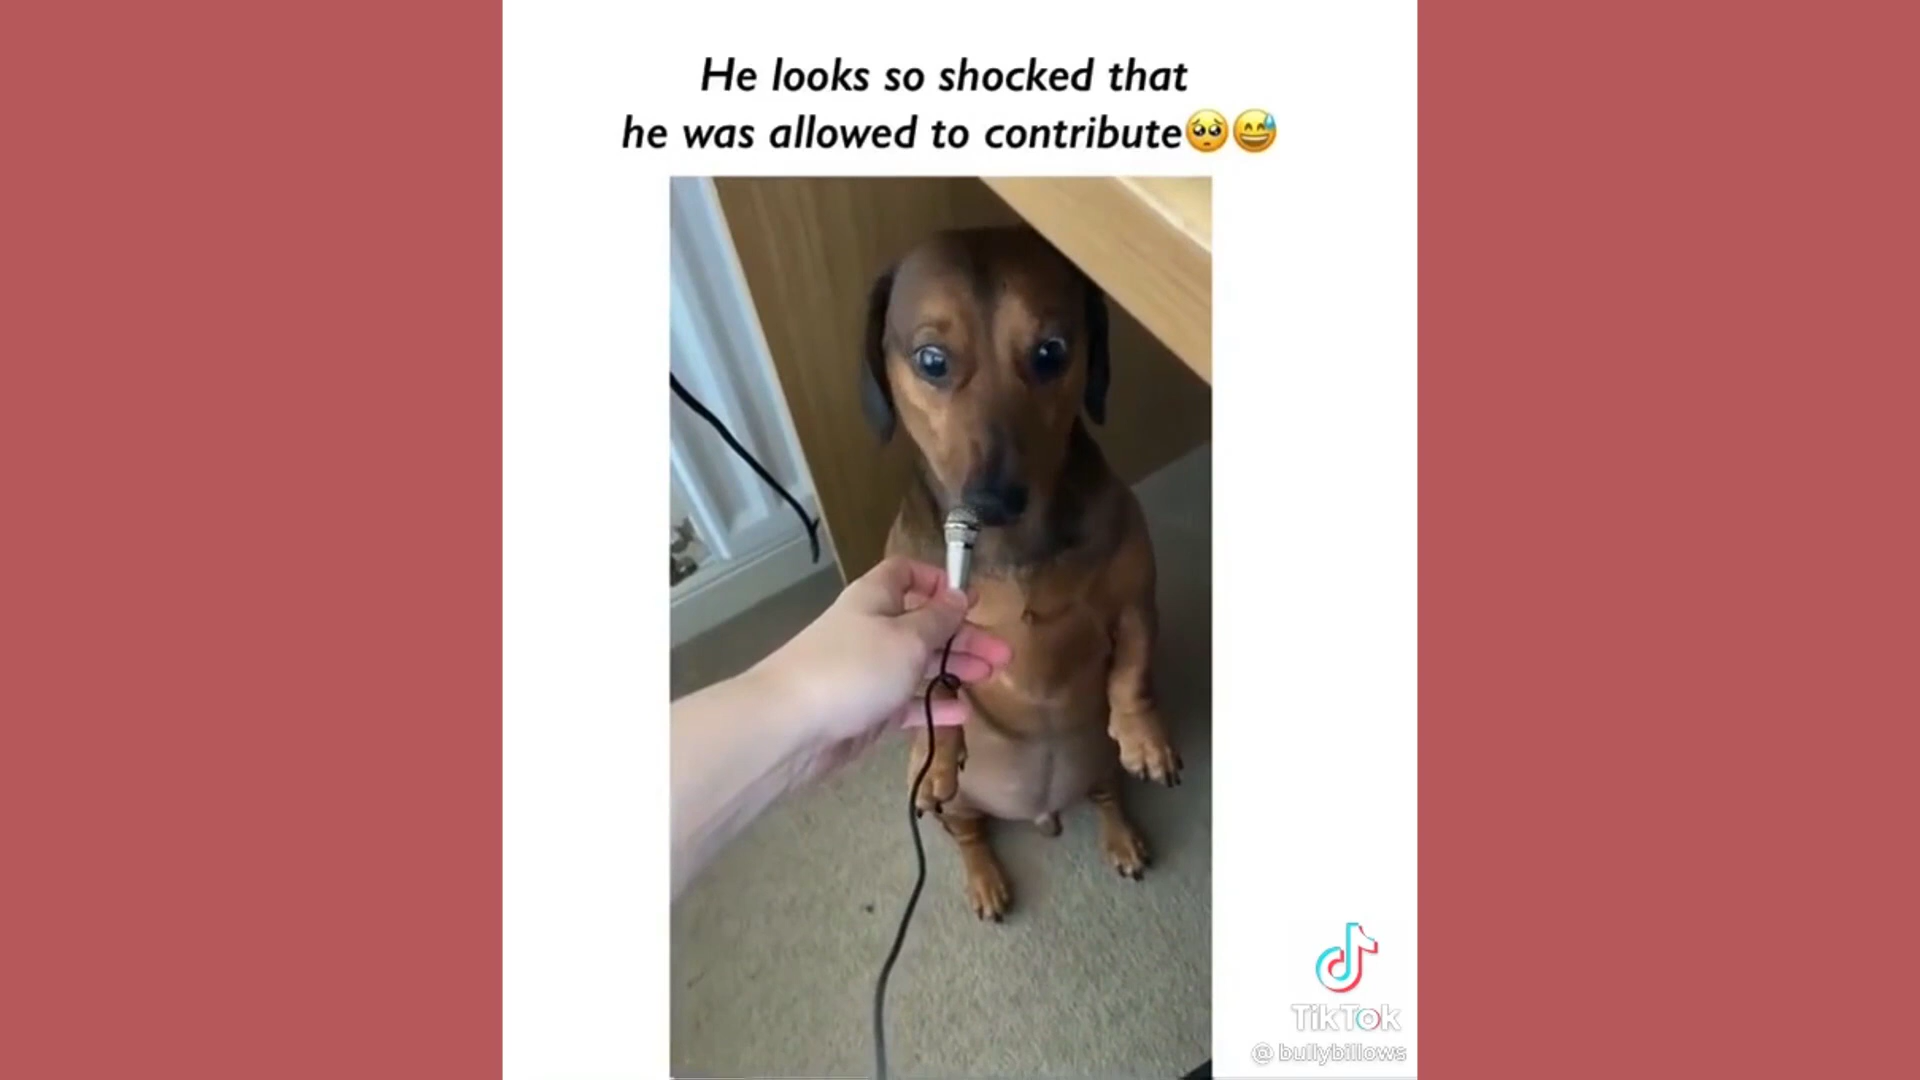 He looks so shocked that
he was allowed to contribute🥺😅
TikTok
@bullybillows